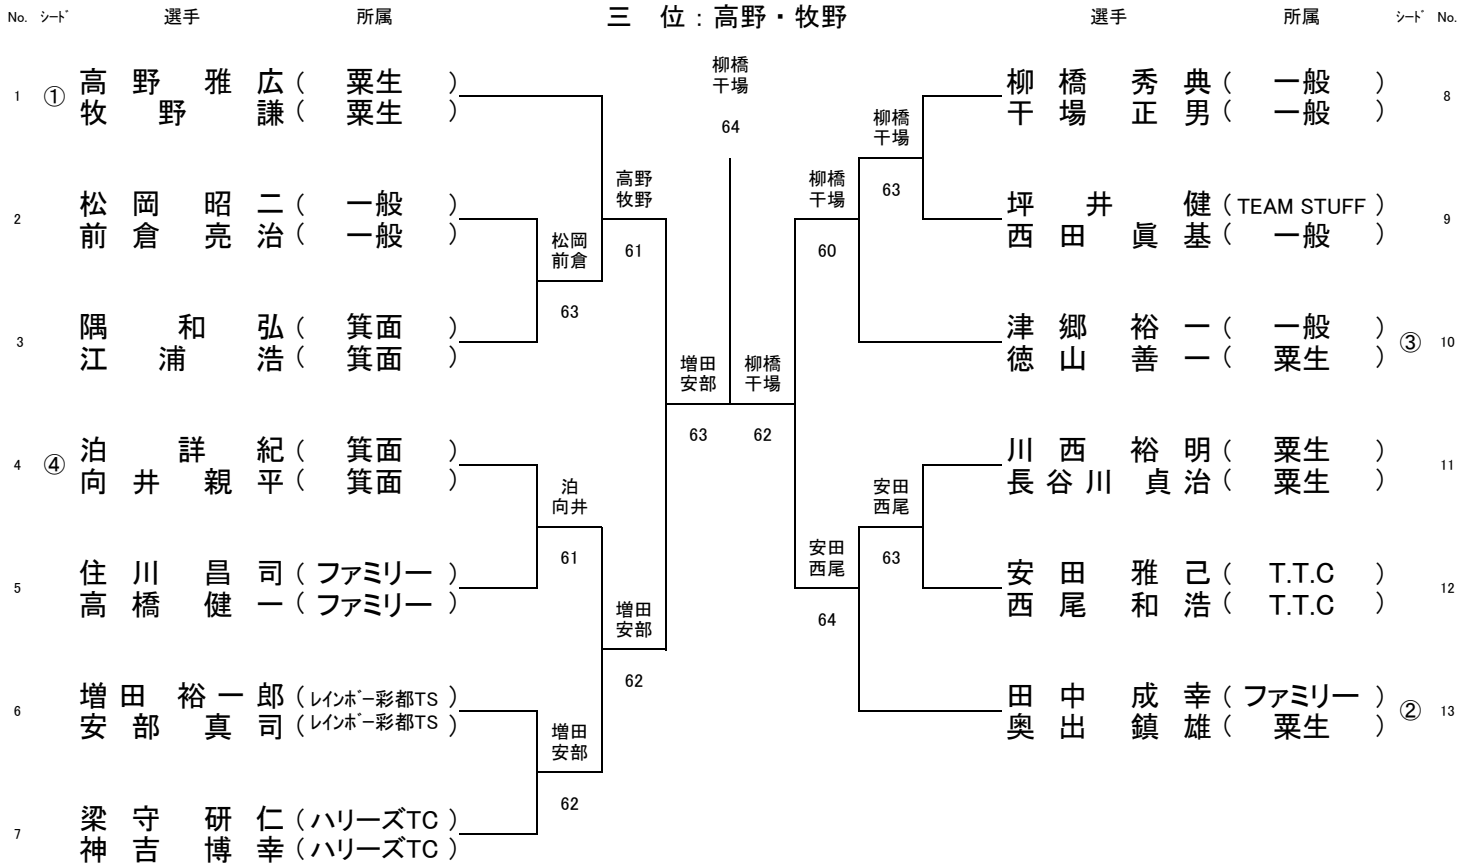 No. ｼｰﾄﾞ 選手 所属 三 位：高野・牧野 選手 所属 ｼｰﾄﾞ No.
1 ① 高野 雅広 （ 粟生 ）
牧野 謙 （ 粟生 ）
2 松岡 昭二 （ 一般 ）
前倉 亮治 （ 一般 ）
3 隅 和弘 （ 箕面 ）
江浦 浩 （ 箕面 ）
4 ④ 泊 詳紀 （ 箕面 ）
向井 親平 （ 箕面 ）
5 住川 昌司 （ ファミリー ）
高橋 健一 （ ファミリー ）
6 増田 裕一郎 （ ﾚｲﾝﾎﾞｰ彩都TS ）
安部 真司 （ ﾚｲﾝﾎﾞｰ彩都TS ）
7 梁守 研仁 （ ハリーズTC ）
神吉 博幸 （ ハリーズTC ）
松岡
前倉
63
泊
向井
61
増田
安部
62
高野
牧野
61
増田
安部
62
増田
安部
63
柳橋
干場
64
柳橋
干場
62
柳橋
干場
60
安田
西尾
64
柳橋
干場
63
安田
西尾
63
柳橋 秀典 （ 一般 ） 8
干場 正男 （ 一般 ）
坪井 健 （ TEAM STUFF ） 9
西田 眞基 （ 一般 ）
津郷 裕一 （ 一般 ） ③ 10
徳山 善一 （ 粟生 ）
川西 裕明 （ 粟生 ） 11
長谷川 貞治 （ 粟生 ）
安田 雅己 （ T.T.C ） 12
西尾 和浩 （ T.T.C ）
田中 成幸 （ ファミリー ） ② 13
奥出 鎮雄 （ 粟生 ）